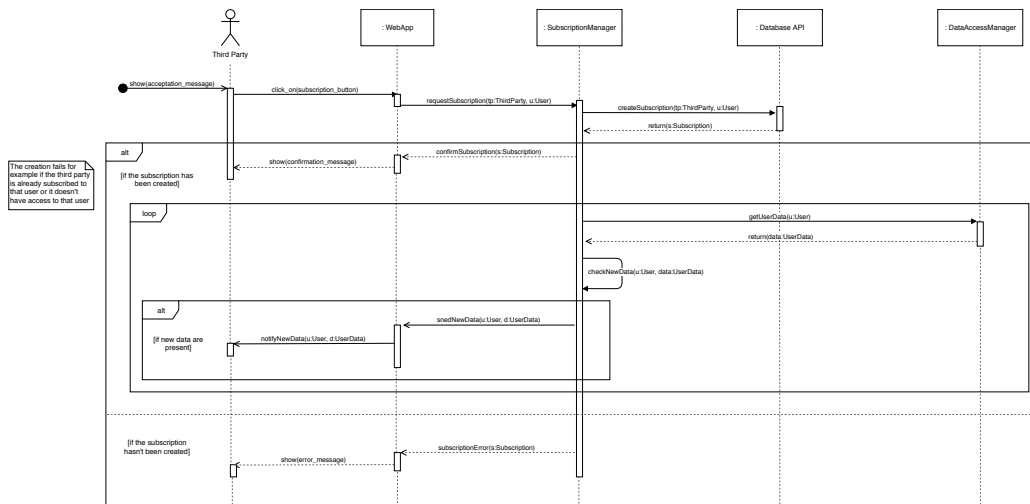 : WebApp
: SubscriptionManager
: Database API
: DataAccessManager
Third Party
show(acceptation_message)
click_on(subscription_button)
requestSubscription(tp:ThirdParty, u:User)
createSubscription(tp:ThirdParty, u:User)
return(s:Subscription)
alt
confirmSubscription(s:Subscription)
show(confirmation_message)
The creation fails for
example if the third party
is already subscribed to
that user or it doesn't
have access to that user
[if the subscription has
been created]
loop
getUserData(u:User)
return(data:UserData)
checkNewData(u:User, data:UserData)
alt
snedNewData(u:User, d:UserData)
[if new data are
present]
notifyNewData(u:User, d:UserData)
[if the subscription
hasn't been created]
subscriptionError(s:Subscription)
show(error_message)